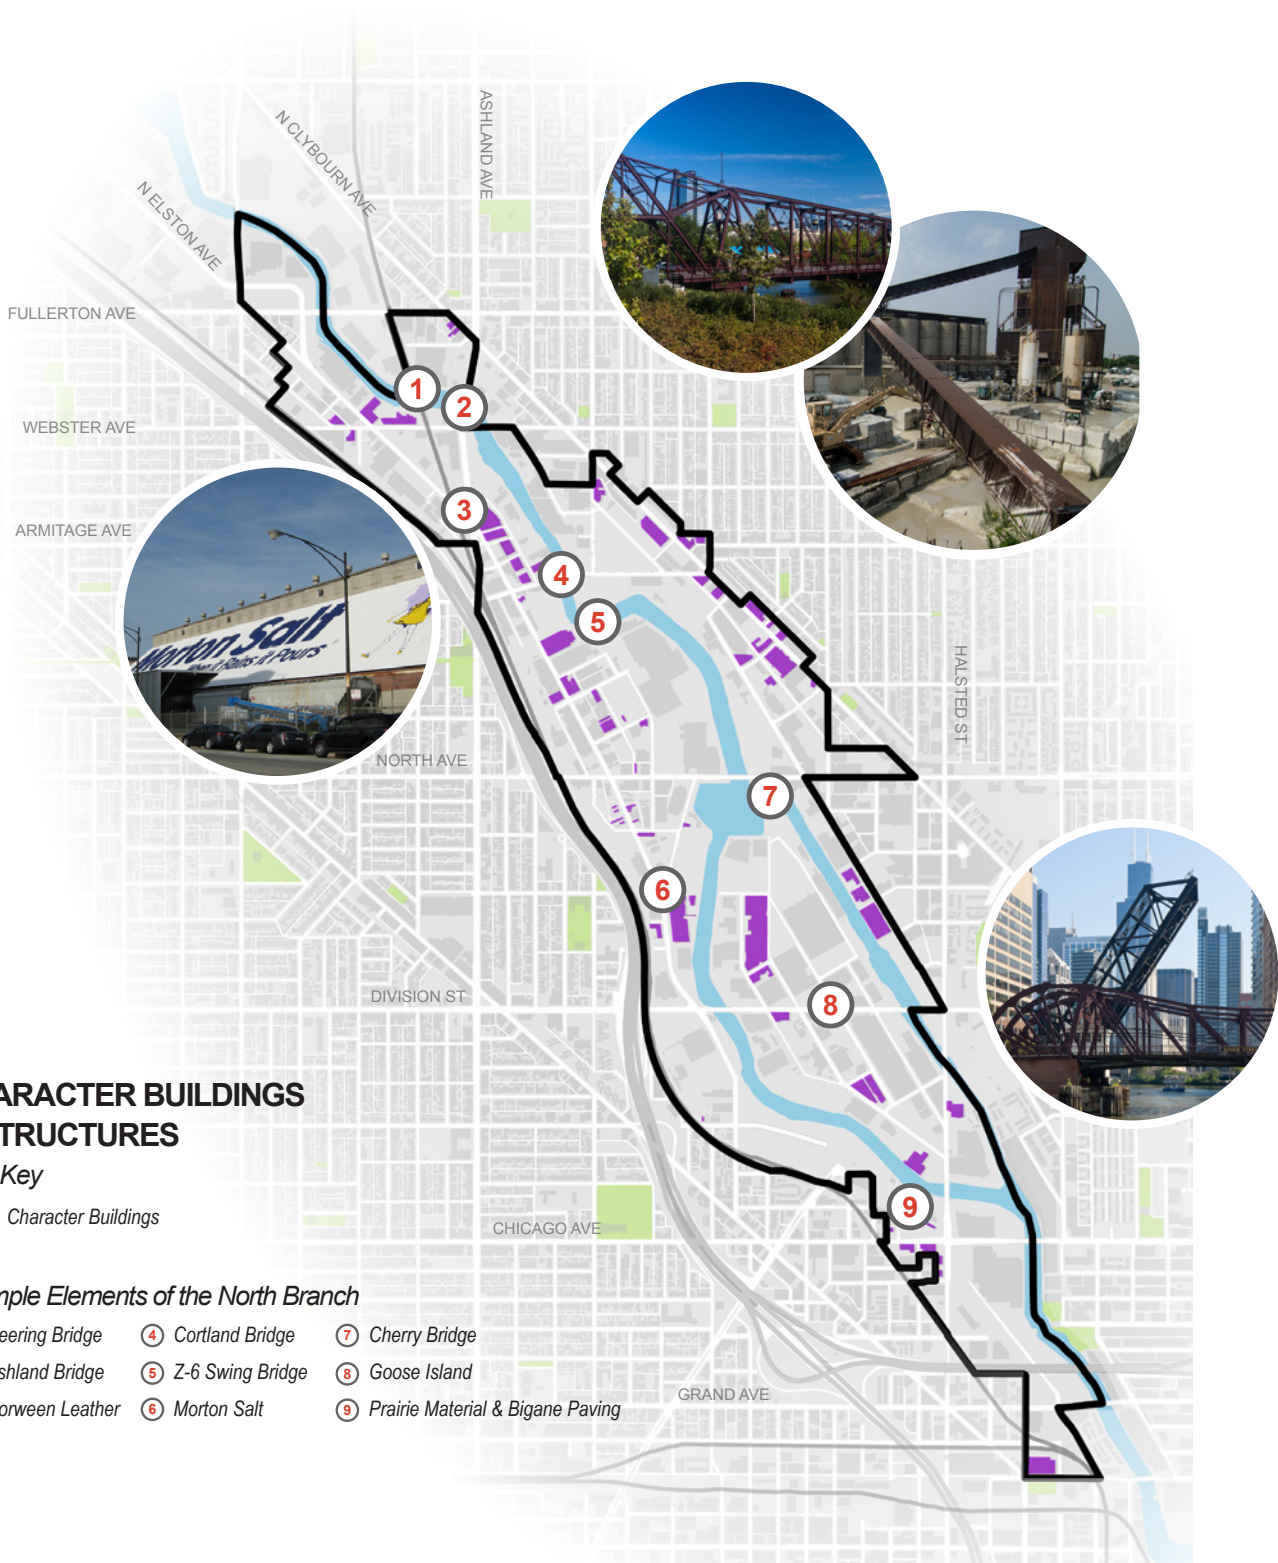 N CLYBOURN AVE
ASHLAND AVE
N ELSTON AVE
FULLERTON AVE
1
2
WEBSTER AVE
3
ARMITAGE AVE
4
5
Morton Salt
When it Rains it Pours
HALSTED ST
NORTH AVE
7
6
DIVISION ST
8
ARACTER BUILDINGS
TRUCTURES
Key
Character Buildings
9
CHICAGO AVE
mple Elements of the North Branch
eering Bridge
4 Cortland Bridge
7 Cherry Bridge
shland Bridge
5 Z-6 Swing Bridge
8 Goose Island
orween Leather
6 Morton Salt
9 Prairie Material & Bigane Paving
GRAND AVE